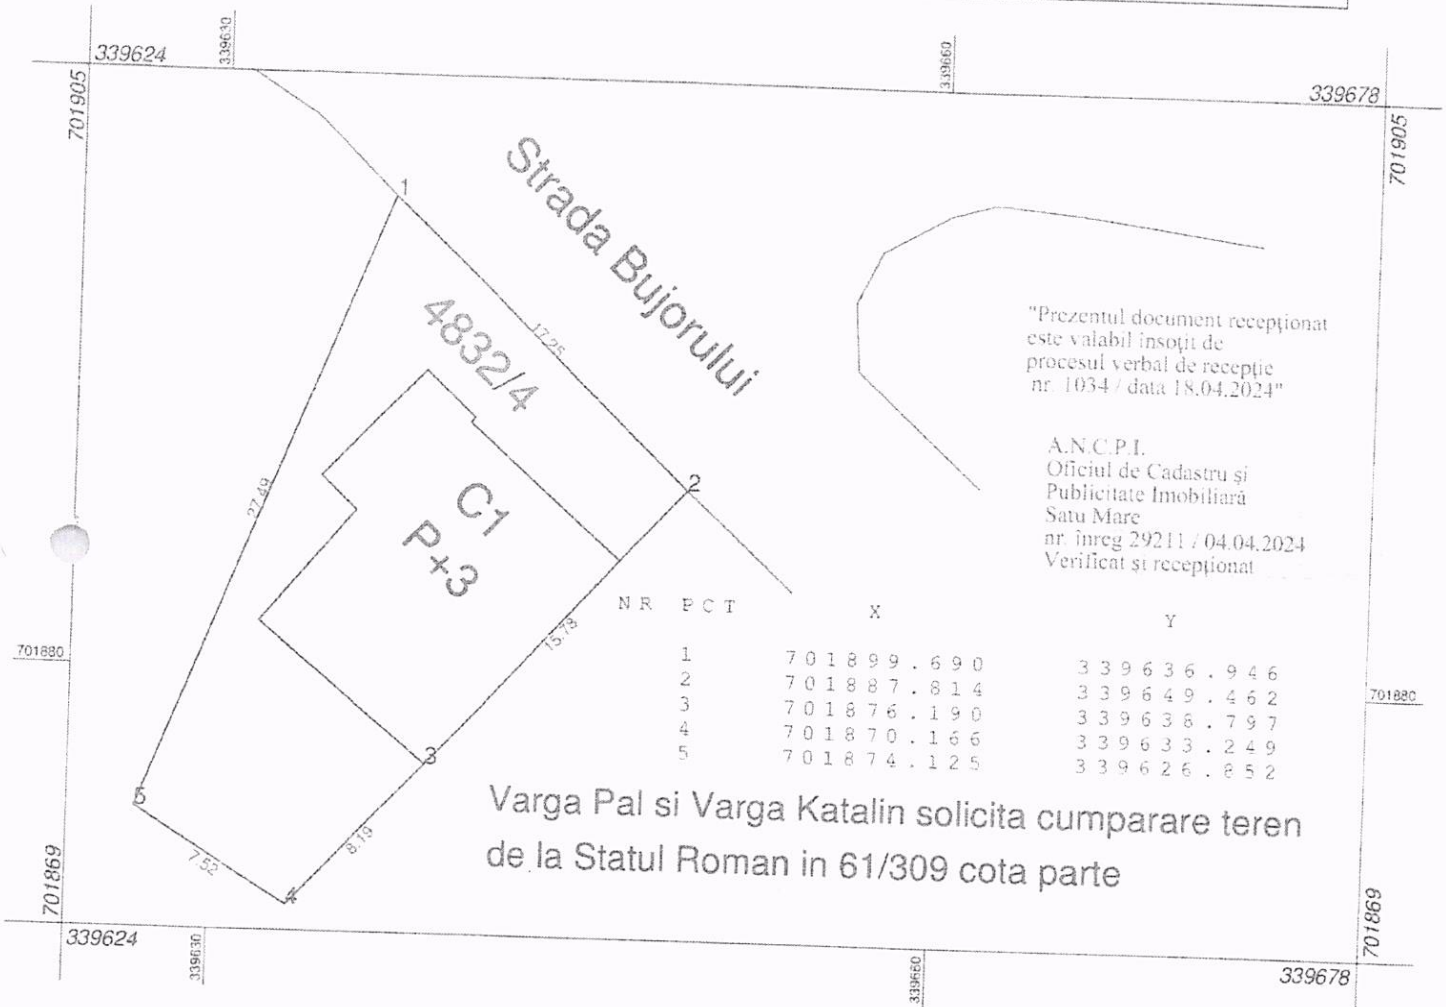 339624
339630
339660
339678
701905
701905
1
Strada Bujorului
17.25
4832/4
"Prezentul document recepționat
este valabil însoțit de
procesul verbal de recepție
nr. 1034 / data 18.04.2024"
A.N.C.P.I.
Oficiul de Cadastru și
Publicitate Imobiliară
Satu Mare
nr. înreg 29211 / 04.04.2024
Verificat și recepționat
27.49
C1
P+3
2
15.78
NR PCT X Y
1 701899.690 339636.946
2 701887.814 339649.462
3 701876.190 339638.797
4 701870.166 339633.249
5 701874.125 339626.852
701880
701880
3
5
8.19
7.52
4
Varga Pal si Varga Katalin solicita cumparare teren
de la Statul Roman in 61/309 cota parte
701869
701869
339624
339630
339660
339678